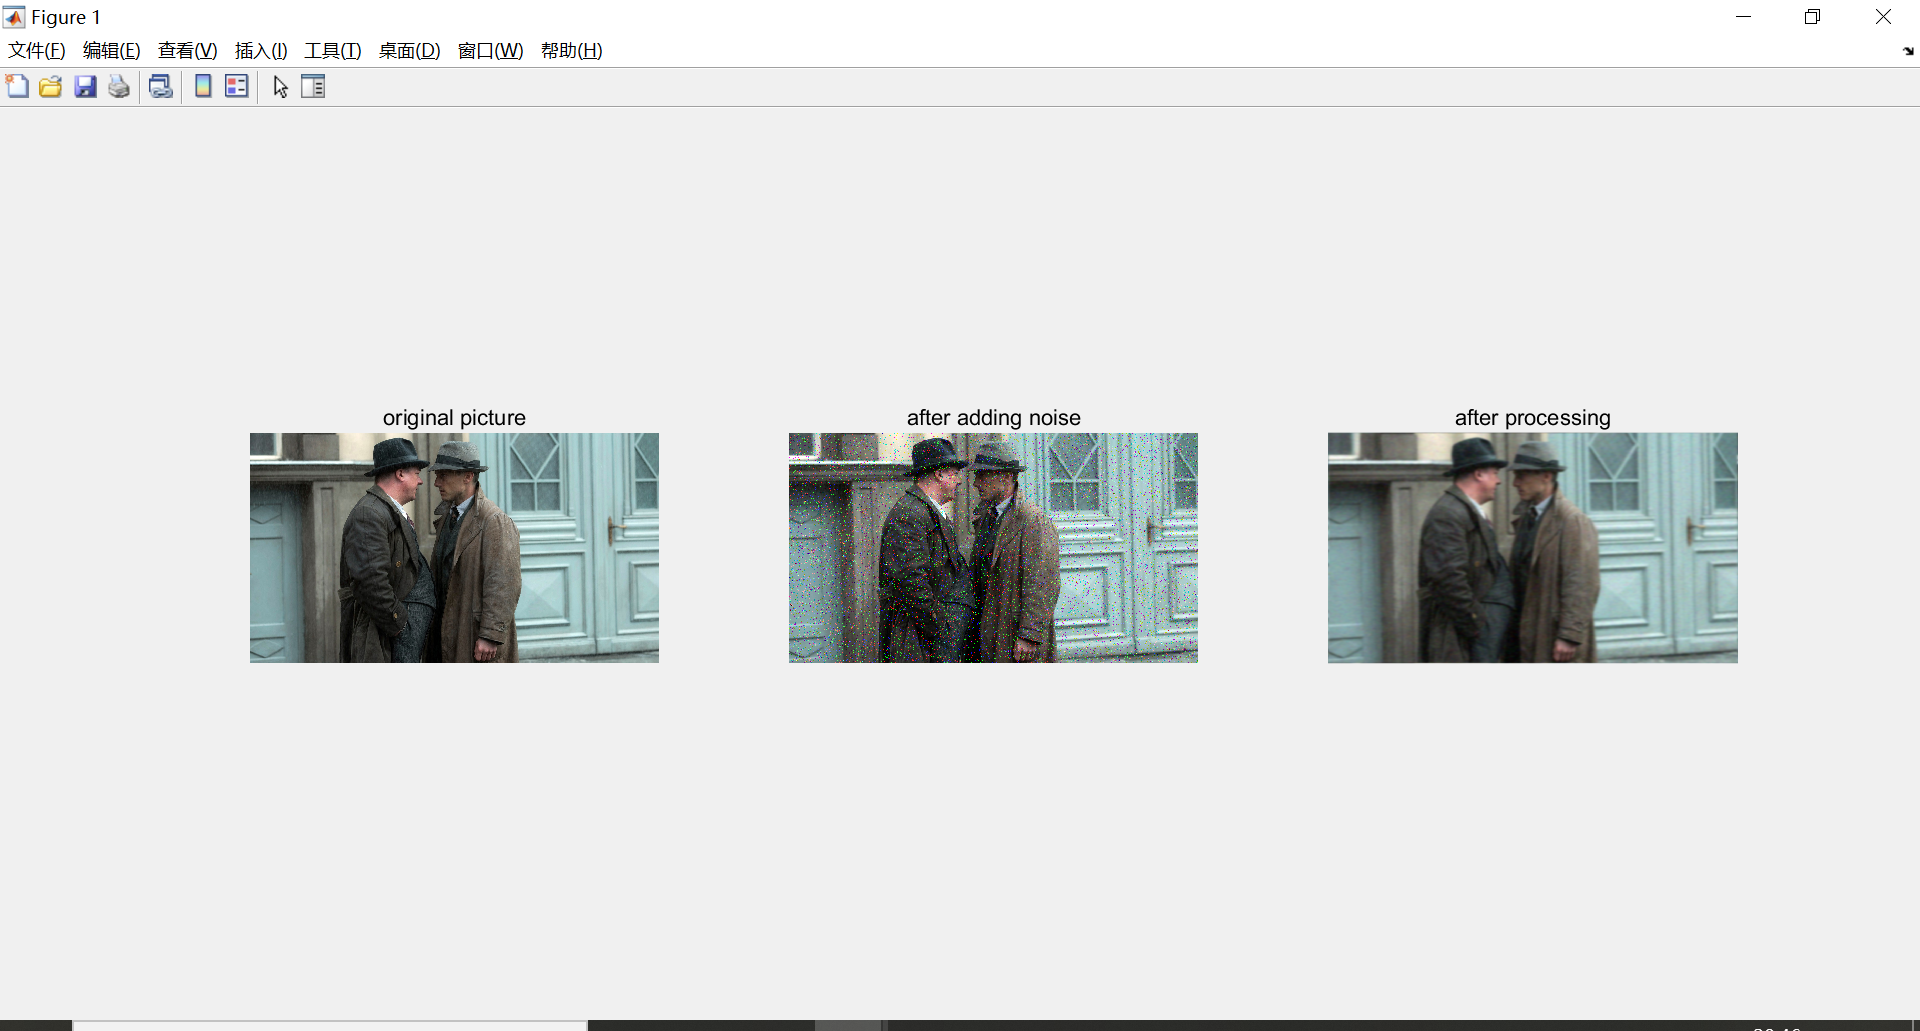 Figure 1
文件(F) 编辑(E) 查看(V) 插入(I) 工具(T) 桌面(D) 窗口(W) 帮助(H)
original picture after adding noise after processing